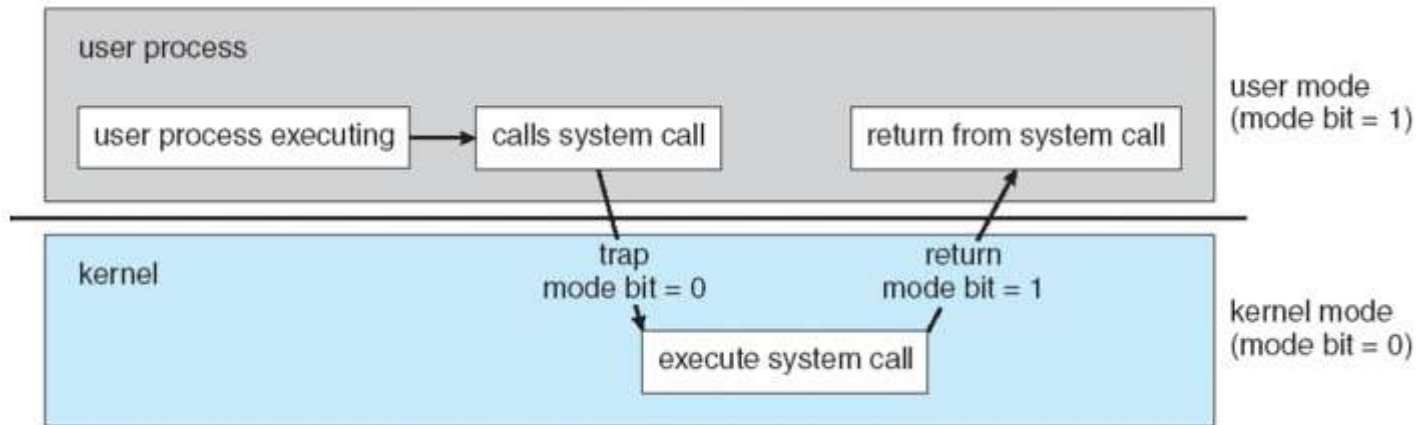 user process
user process executing
calls system call
return from system call
user mode
(mode bit = 1)
kernel
trap
mode bit = 0
return
mode bit = 1
execute system call
kernel mode
(mode bit = 0)